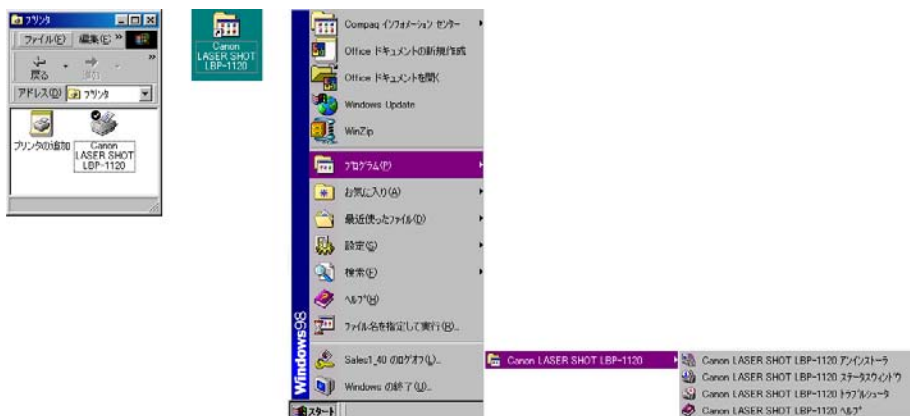 プリンタ
ファイル(F) 編集(E) »
戻る 進む »
アドレス(D) プリンタ
プリンタの追加
Canon
LASER SHOT
LBP-1120
Canon
LASER SHOT
LBP-1120
Compaq インフォメーション センター
Office ドキュメントの新規作成
Office ドキュメントを開く
Windows Update
WinZip
プログラム(P)
お気に入り(A)
最近使ったファイル(D)
設定(S)
検索(F)
ヘルプ(H)
ファイル名を指定して実行(R)...
Sales1_40 のログオフ(L)...
Windows の終了(U)...
Windows98
スタート
Canon LASER SHOT LBP-1120
Canon LASER SHOT LBP-1120 アンインストーラ
Canon LASER SHOT LBP-1120 ステータスウィンドウ
Canon LASER SHOT LBP-1120 トラブルシュータ
Canon LASER SHOT LBP-1120 ヘルプ